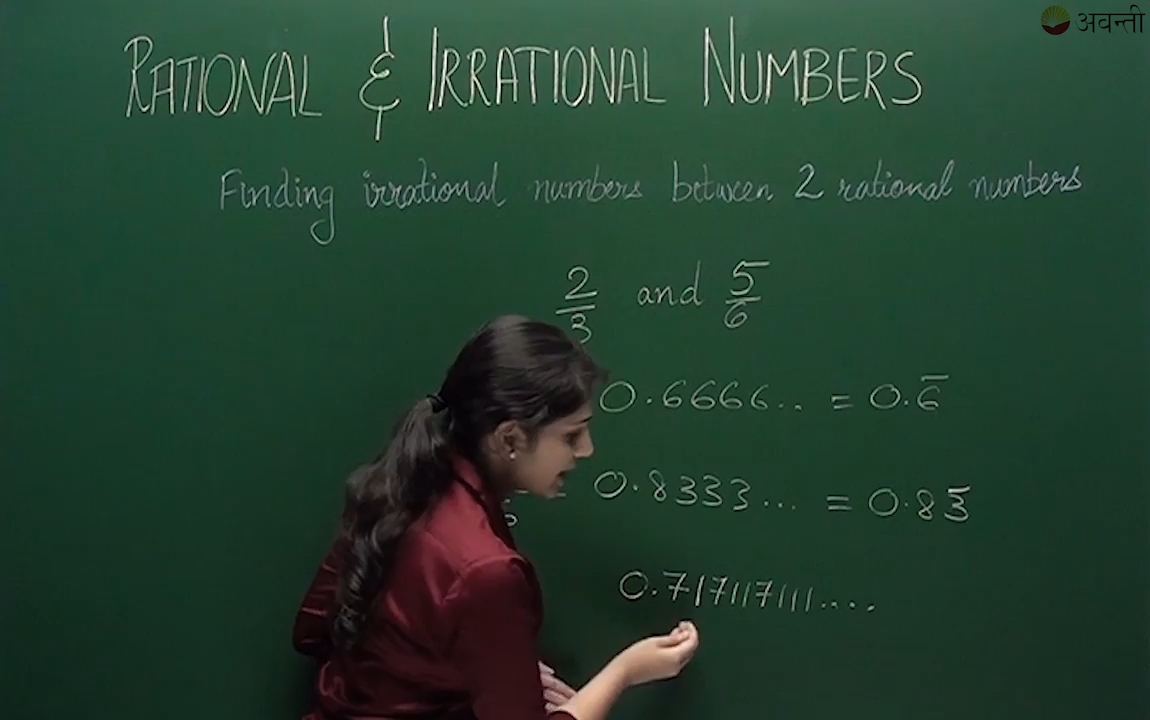 अवन्ती
RATIONAL & IRRATIONAL NUMBERS
Finding irrational numbers between 2 rational numbers
2/3 and 5/6
0.6666.. = 0.6̅
= 0.8333... = 0.83̅
0.717117111....